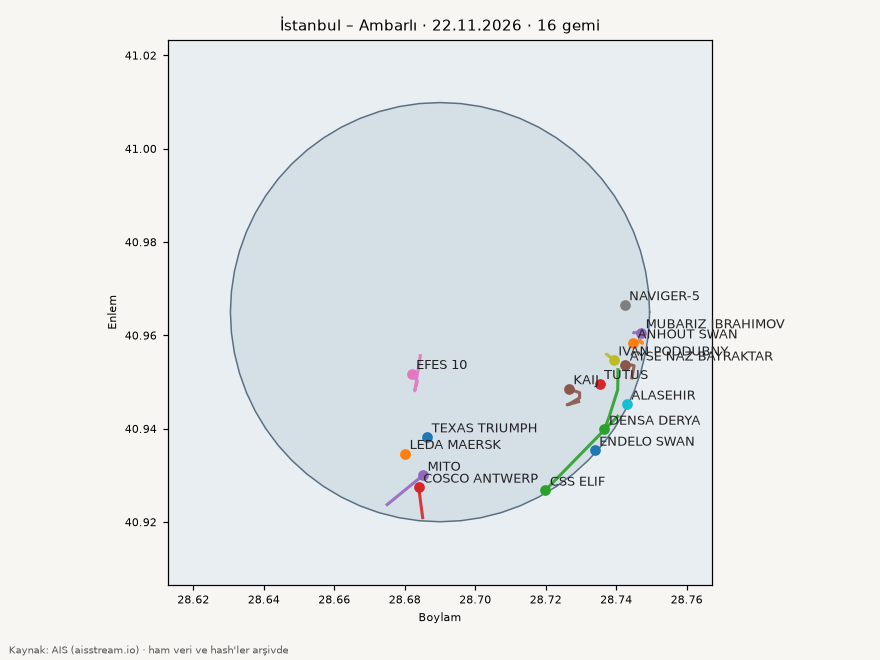 İstanbul – Ambarlı · 22.11.2026 · 16 gemi
41.02
41.00
40.98
40.96
40.94
40.92
Enlem
NAVIGER-5
MUBARIZ IBRAHIMOV
ANHOUT SWAN
IVAN PODDUBNY
AYSE NAZ BAYRAKTAR
EFES 10
TUTUS
KAIL
ALASEHIR
DENSA DERYA
TEXAS TRIUMPH
ENDELO SWAN
LEDA MAERSK
MITO
COSCO ANTWERP
CSS ELIF
28.62 28.64 28.66 28.68 28.70 28.72 28.74 28.76
Boylam
Kaynak: AIS (aisstream.io) · ham veri ve hash'ler arşivde